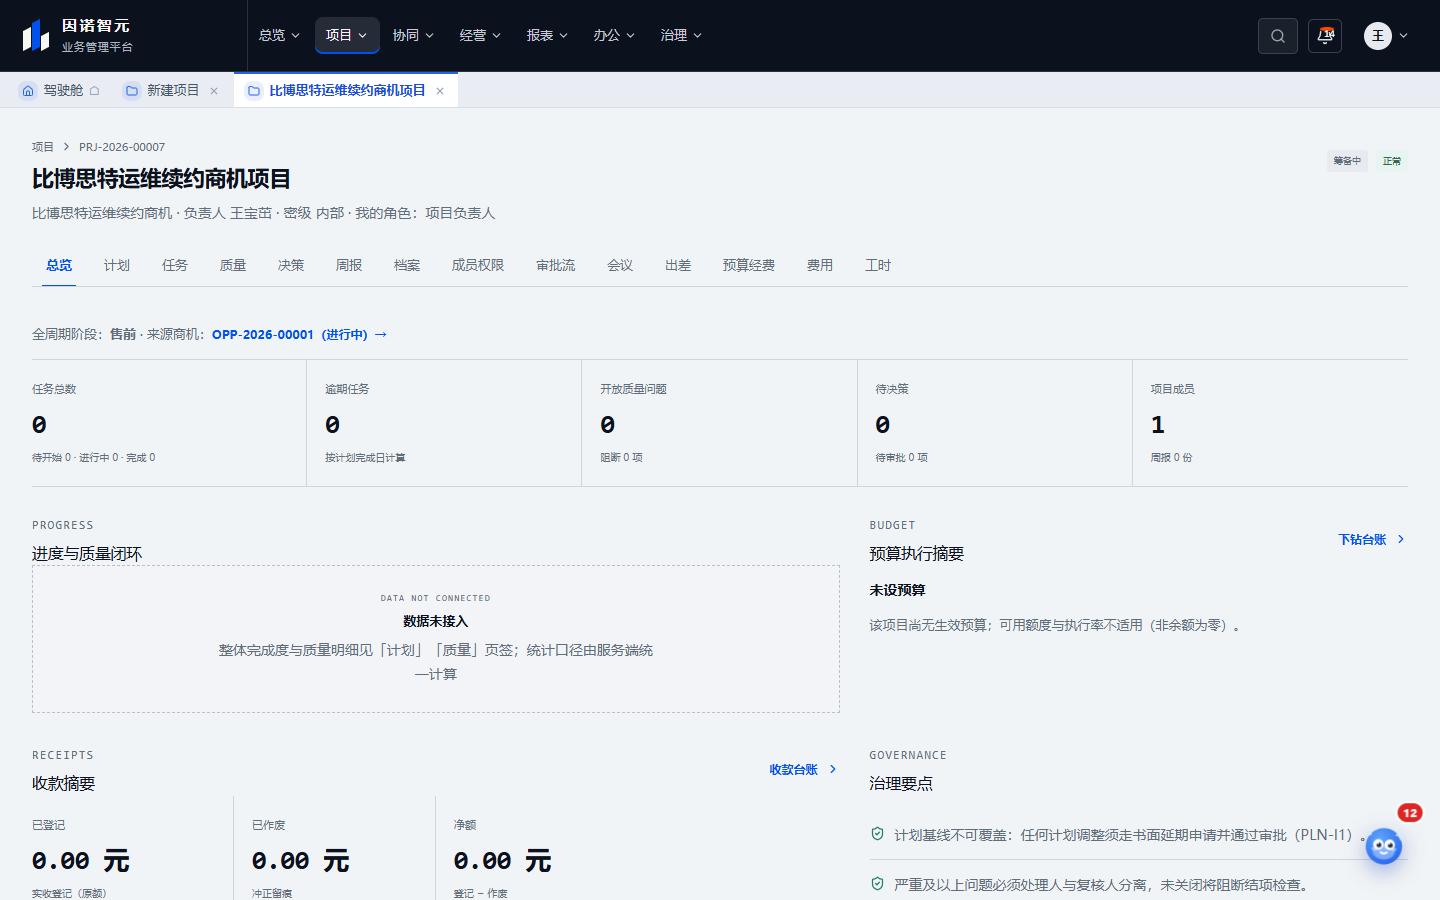 因诺智元
业务管理平台
总览 项目 协同 经营 报表 办公 治理
14
王
驾驶舱 新建项目 × 比博思特运维续约商机项目 ×
项目 > PRJ-2026-00007
比博思特运维续约商机项目
筹备中 正常
比博思特运维续约商机 · 负责人 王宝茁 · 密级 内部 · 我的角色：项目负责人
总览 计划 任务 质量 决策 周报 档案 成员权限 审批流 会议 出差 预算经费 费用 工时
全周期阶段：售前 · 来源商机：OPP-2026-00001（进行中）→
任务总数 逾期任务 开放质量问题 待决策 项目成员
0 0 0 0 1
待开始 0 · 进行中 0 · 完成 0 按计划完成日计算 阻断 0 项 待审批 0 项 周报 0 份
PROGRESS
进度与质量闭环
DATA NOT CONNECTED
数据未接入
整体完成度与质量明细见「计划」「质量」页签；统计口径由服务端统
一计算
BUDGET
预算执行摘要
下钻台账 >
未设预算
该项目尚无生效预算；可用额度与执行率不适用（非余额为零）。
RECEIPTS
收款摘要
收款台账 >
已登记 已作废 净额
0.00 元 0.00 元 0.00 元
实收登记（原额） 冲正留痕 登记 − 作废
GOVERNANCE
治理要点
计划基线不可覆盖：任何计划调整须走书面延期申请并通过审批（PLN-I1）。
严重及以上问题必须处理人与复核人分离，未关闭将阻断结项检查。
12